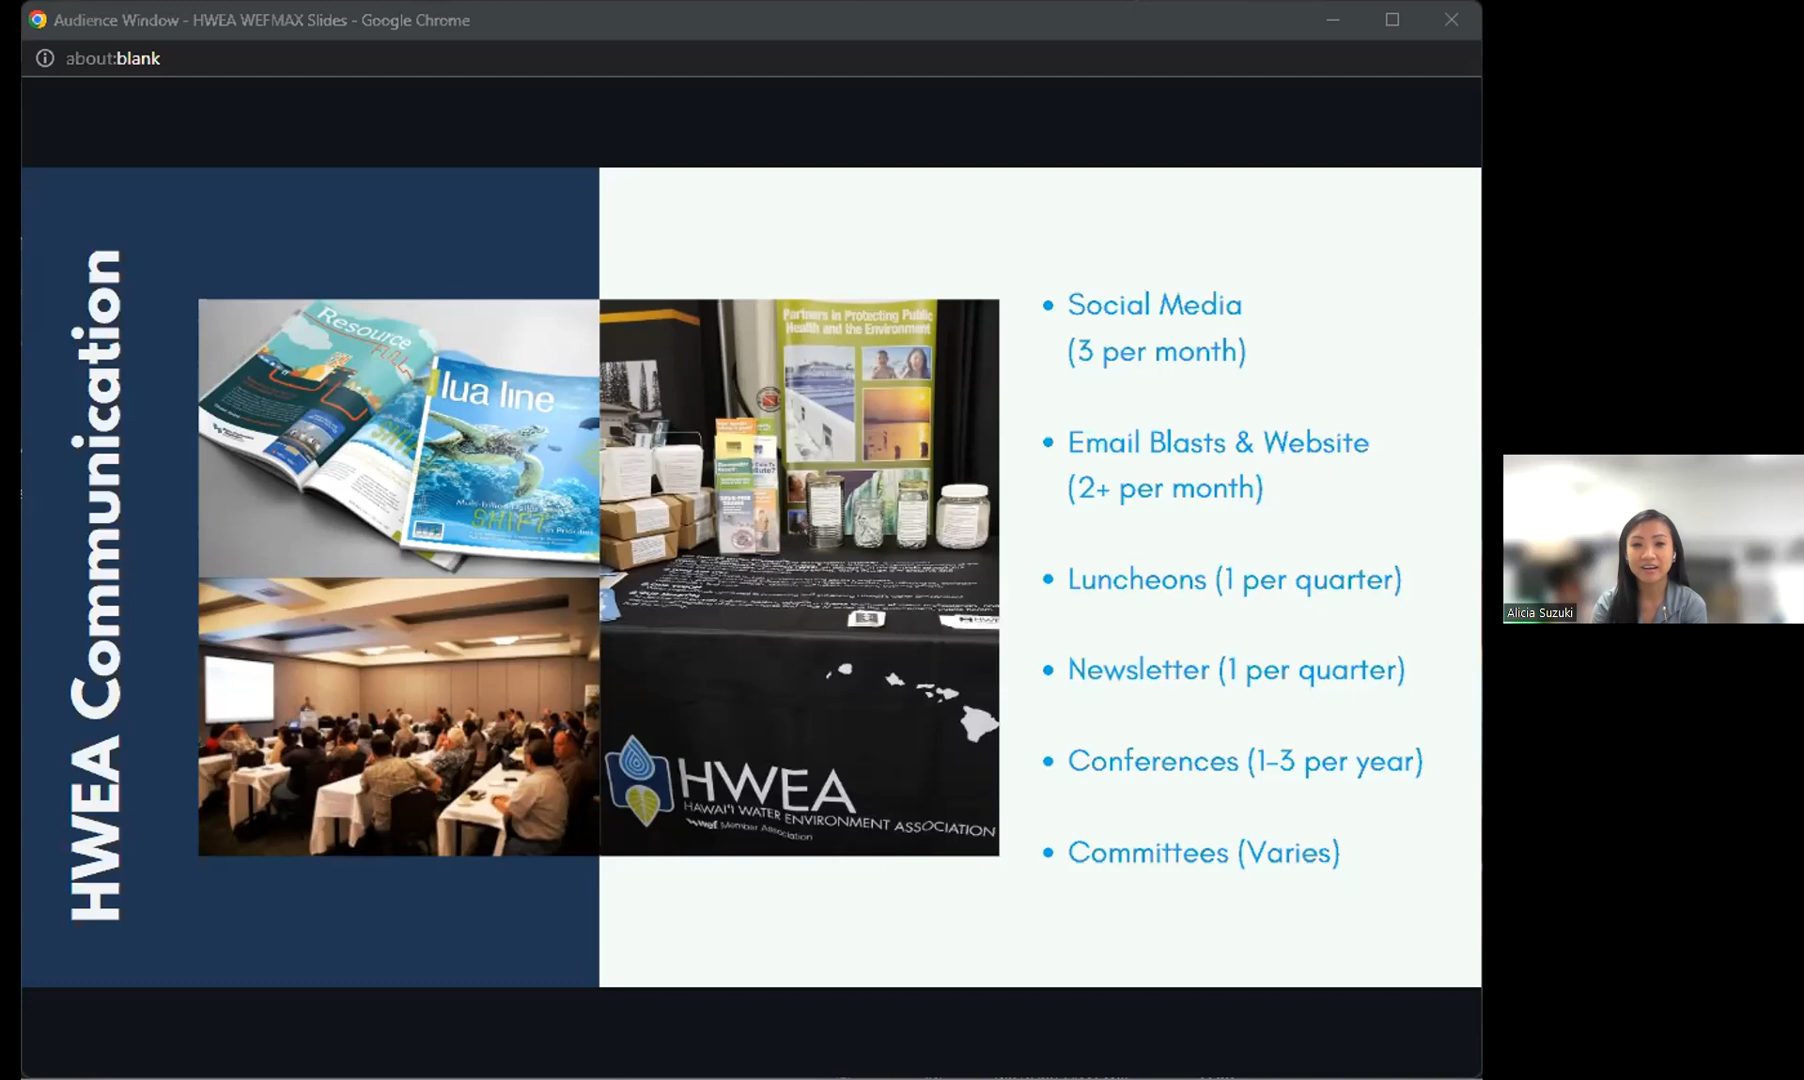 Audience Window - HWEA WEFMAX Slides - Google Chrome
about:blank
HWEA Communication
Resource
FULL
lua line
SHIFT
Partners in Protecting Public
Health and the Environment
HWEA
HAWAI'I WATER ENVIRONMENT ASSOCIATION
wef Member Association
• Social Media
(3 per month)
• Email Blasts & Website
(2+ per month)
• Luncheons (1 per quarter)
• Newsletter (1 per quarter)
• Conferences (1-3 per year)
• Committees (Varies)
Alicia Suzuki